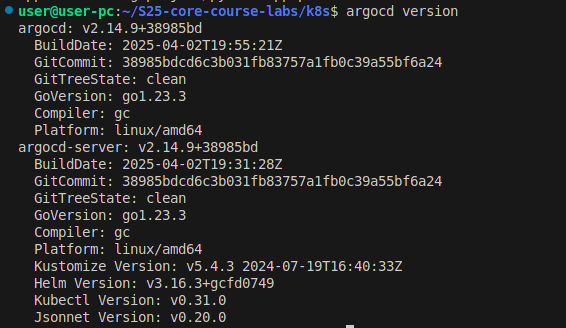 user@user-pc:~/S25-core-course-labs/k8s$ argocd version
argocd: v2.14.9+38985bd
  BuildDate: 2025-04-02T19:55:21Z
  GitCommit: 38985bdcd6c3b031fb83757a1fb0c39a55bf6a24
  GitTreeState: clean
  GoVersion: go1.23.3
  Compiler: gc
  Platform: linux/amd64
argocd-server: v2.14.9+38985bd
  BuildDate: 2025-04-02T19:31:28Z
  GitCommit: 38985bdcd6c3b031fb83757a1fb0c39a55bf6a24
  GitTreeState: clean
  GoVersion: go1.23.3
  Compiler: gc
  Platform: linux/amd64
  Kustomize Version: v5.4.3 2024-07-19T16:40:33Z
  Helm Version: v3.16.3+gcfd0749
  Kubectl Version: v0.31.0
  Jsonnet Version: v0.20.0